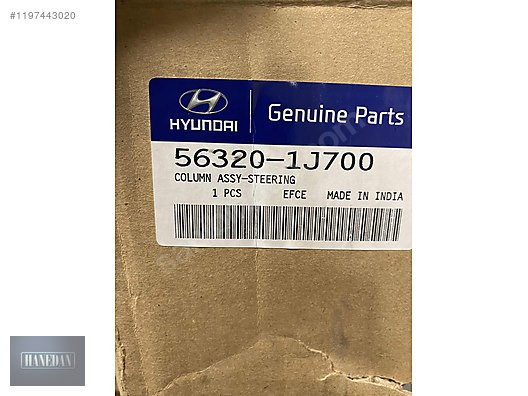 #1197443020
HYUNDAI
Genuine Parts
56320-1J700
COLUMN ASSY-STEERING
1 PCS EFCE MADE IN INDIA
HANEDAN